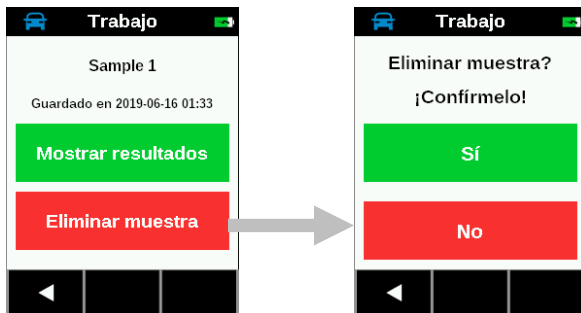 Trabajo
Sample 1
Guardado en 2019-06-16 01:33
Mostrar resultados
Eliminar muestra
Trabajo
Eliminar muestra?
¡Confírmelo!
Sí
No